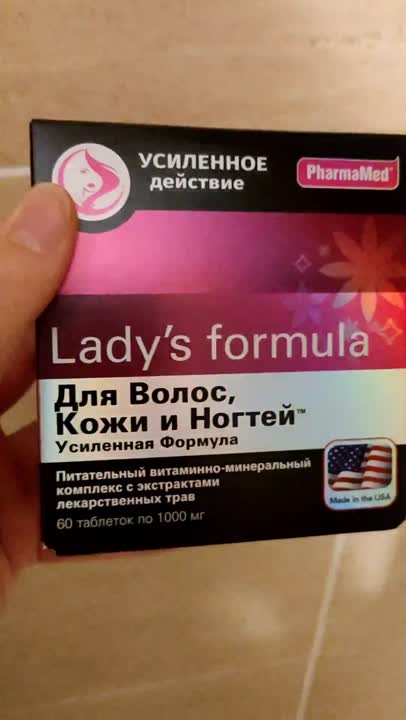 УСИЛЕННОЕ
действие
PharmaMed®
Lady's formula
Для Волос,
Кожи и Ногтей™
Усиленная Формула
Питательный витаминно-минеральный
комплекс с экстрактами
лекарственных трав
60 таблеток по 1000 мг
Made in the USA